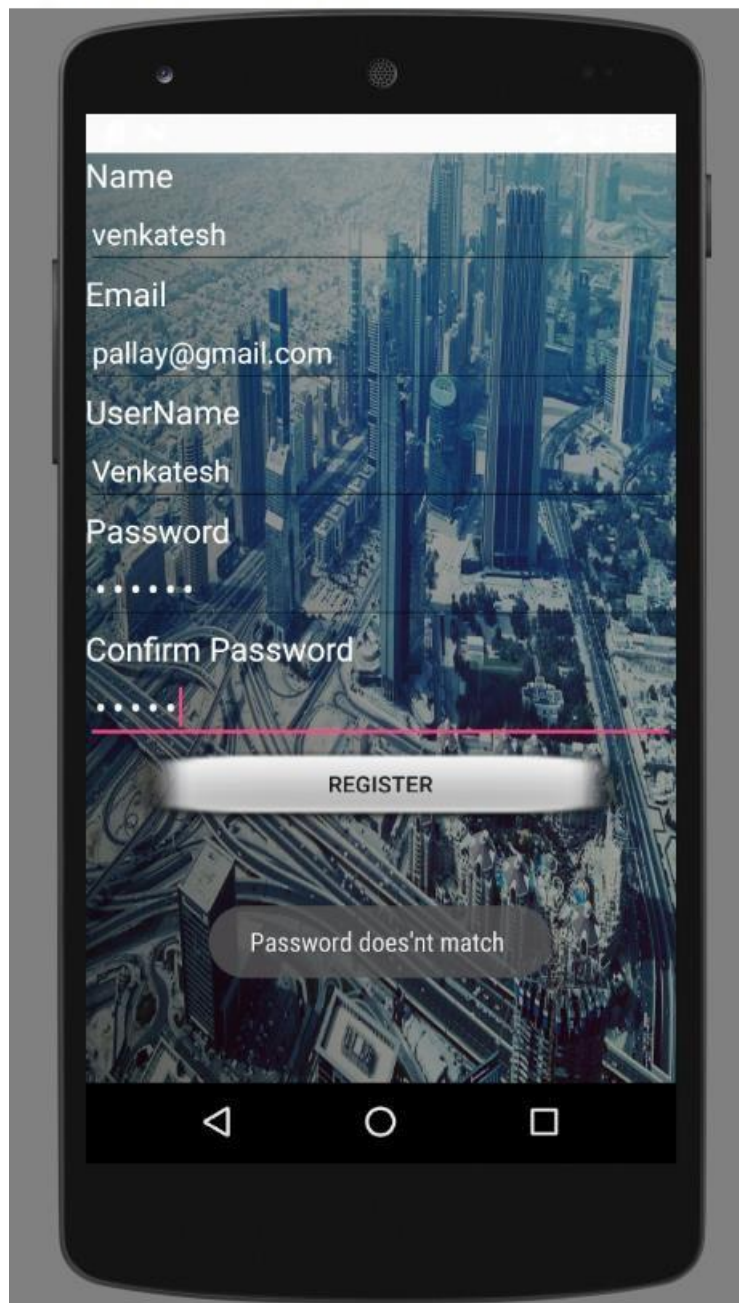 Name
venkatesh
Email
pallay@gmail.com
UserName
Venkatesh
Password
••••••
Confirm Password
•••••
REGISTER
Password does'nt match